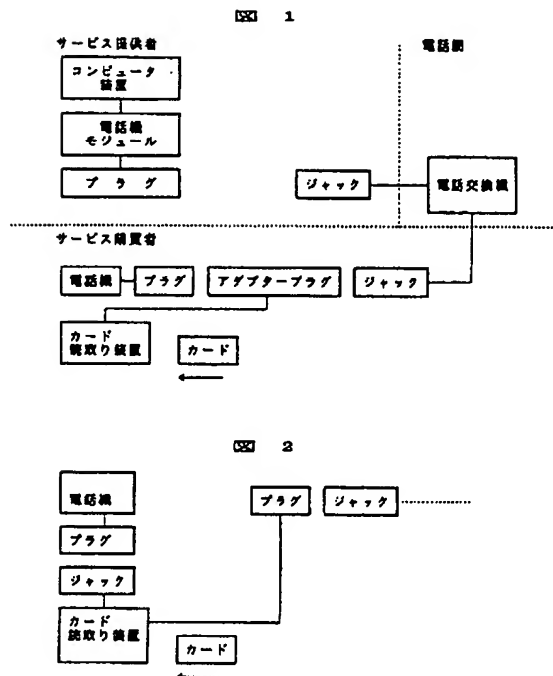 図 1
サービス提供者
電話網
コンピュータ
装置
電話機
モジュール
プラグ
ジャック
電話交換機
サービス購買者
電話機
プラグ
アダプタープラグ
ジャック
カード
読取り装置
カード
図 2
電話機
プラグ
ジャック
プラグ
ジャック
カード
読取り装置
カード